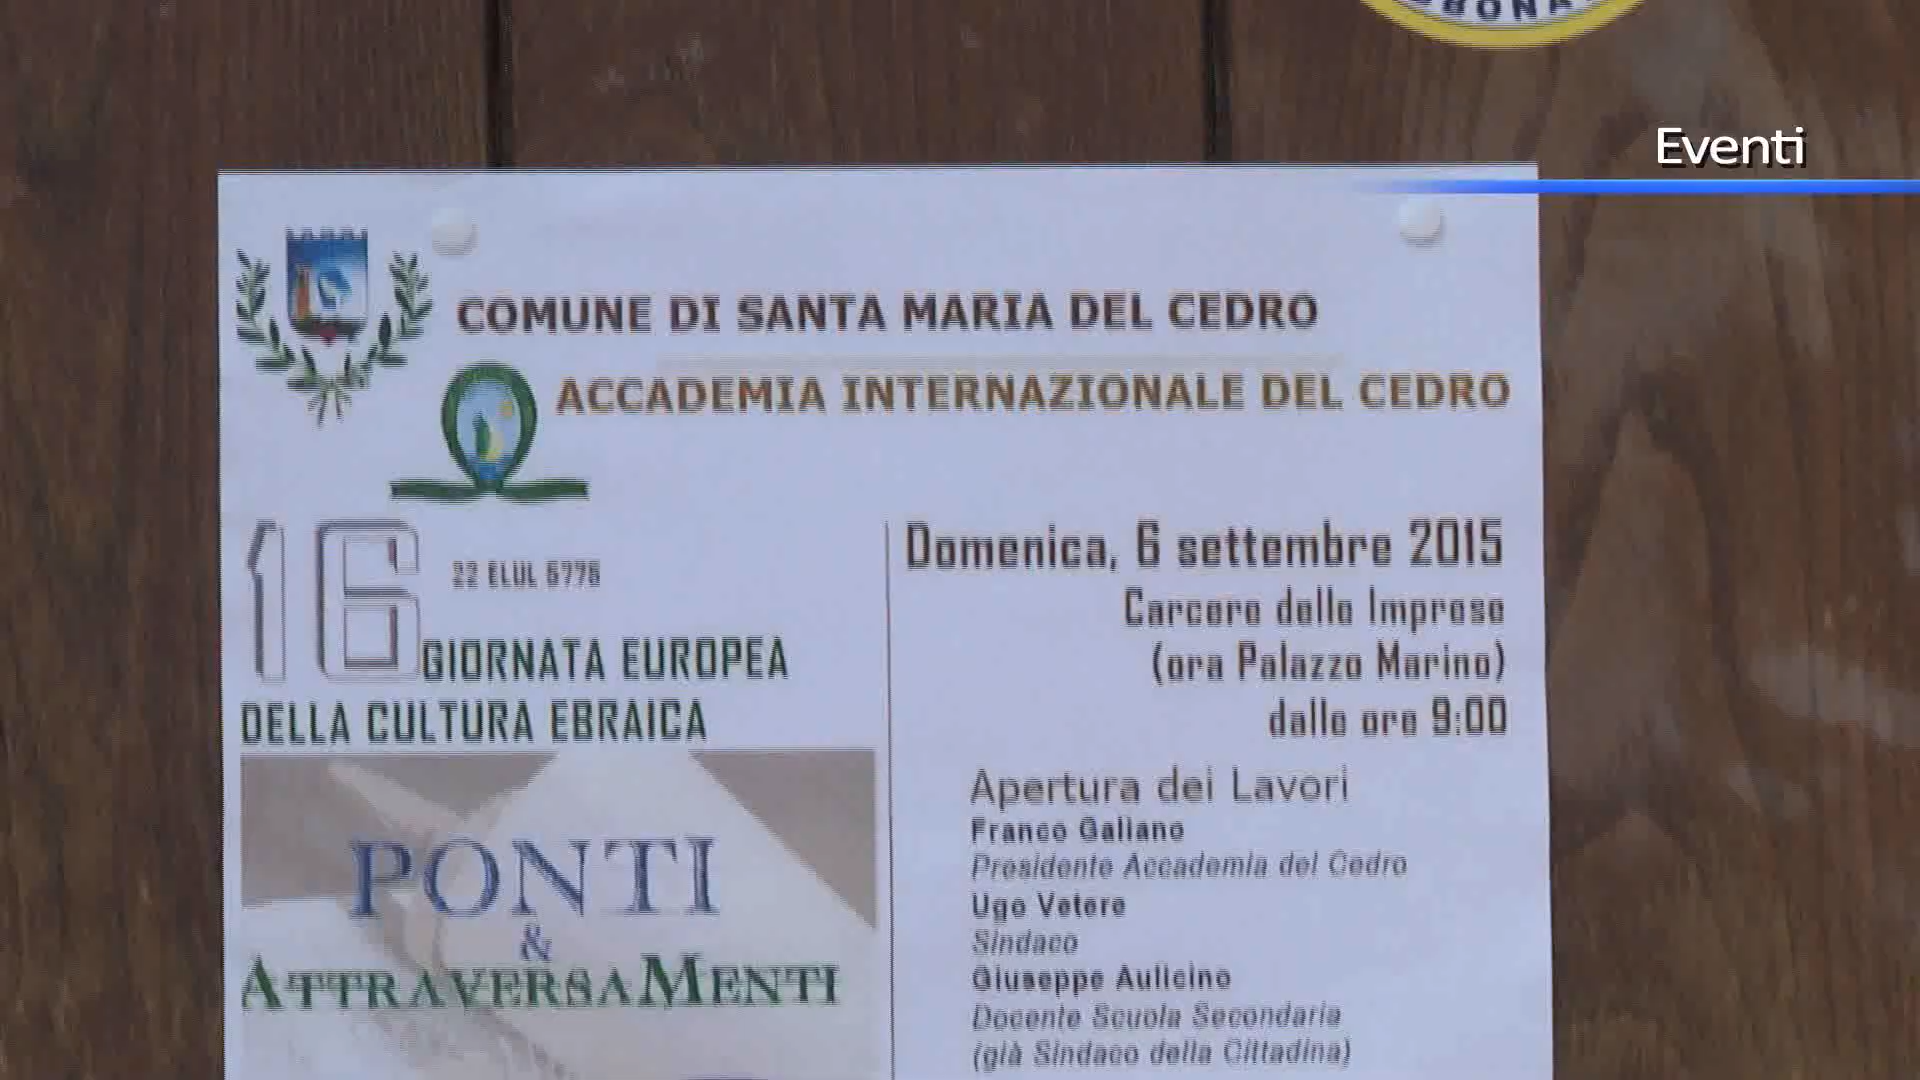 Eventi
COMUNE DI SANTA MARIA DEL CEDRO
ACCADEMIA INTERNAZIONALE DEL CEDRO
16
22 ELUL 5775
GIORNATA EUROPEA
DELLA CULTURA EBRAICA
PONTI
&
ATTRAVERSAMENTI
Domenica, 6 settembre 2015
Carcere delle Imprese
(ora Palazzo Marino)
dalle ore 9:00
Apertura dei Lavori
Franco Galiano
Presidente Accademia del Cedro
Ugo Vetere
Sindaco
Giuseppe Aulicino
Docente Scuola Secondaria
(già Sindaco della Cittadina)